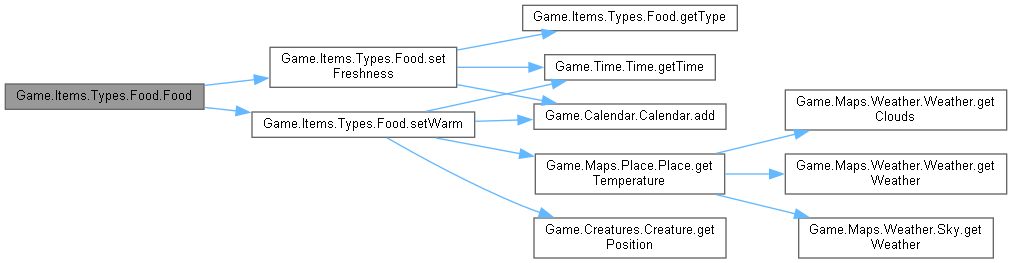 Game.Items.Types.Food.Food
Game.Items.Types.Food.set
Freshness
Game.Items.Types.Food.setWarm
Game.Items.Types.Food.getType
Game.Time.Time.getTime
Game.Calendar.Calendar.add
Game.Maps.Place.Place.get
Temperature
Game.Creatures.Creature.get
Position
Game.Maps.Weather.Weather.get
Clouds
Game.Maps.Weather.Weather.get
Weather
Game.Maps.Weather.Sky.get
Weather